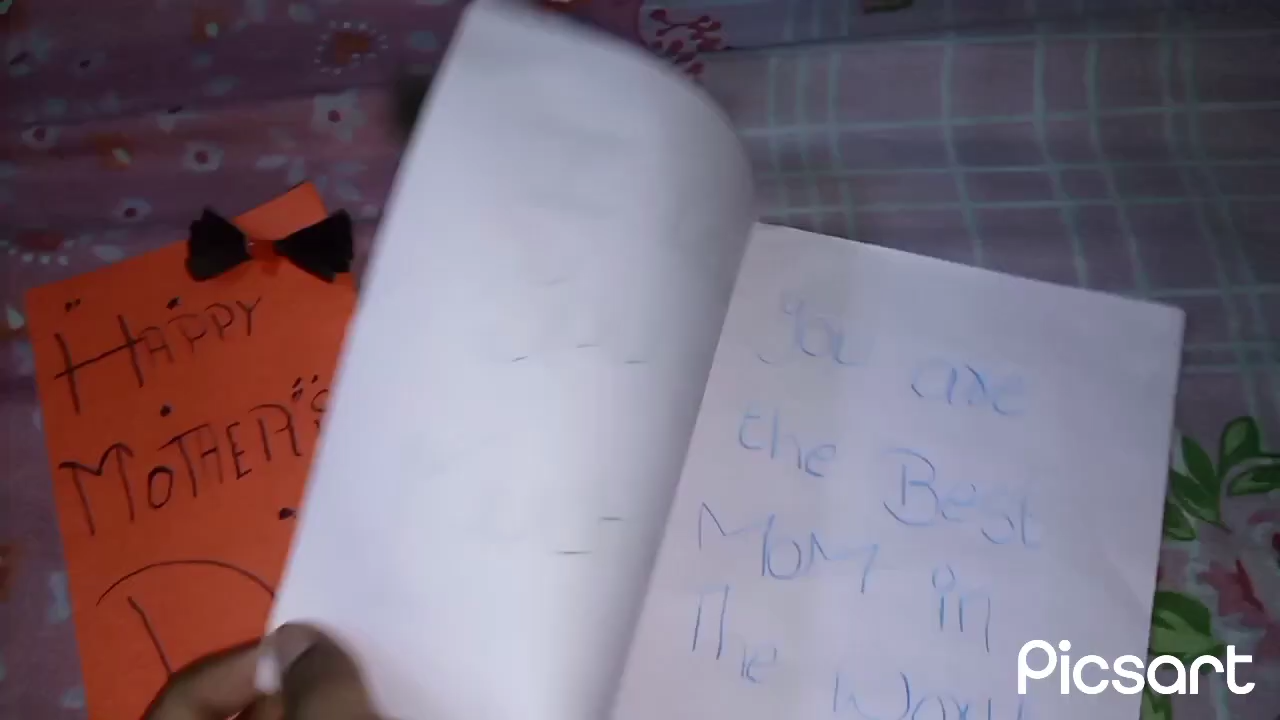 HAPPY
MOTHER'S
D
You are
the Best
MoM in
The
Picsart